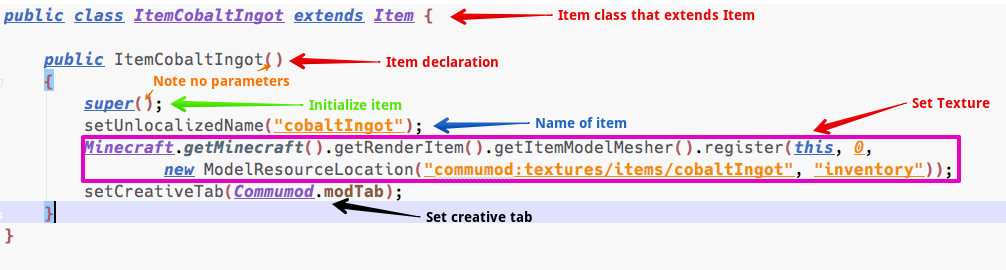 public class ItemCobaltIngot extends Item {
Item class that extends Item
public ItemCobaltIngot()
Item declaration
{
Note no parameters
super();
Initialize item
Set Texture
setUnlocalizedName("cobaltIngot");
Name of item
Minecraft.getMinecraft().getRenderItem().getItemModelMesher().register(this, 0,
new ModelResourceLocation("commumod:textures/items/cobaltIngot", "inventory"));
setCreativeTab(Commumod.modTab);
Set creative tab
}
}